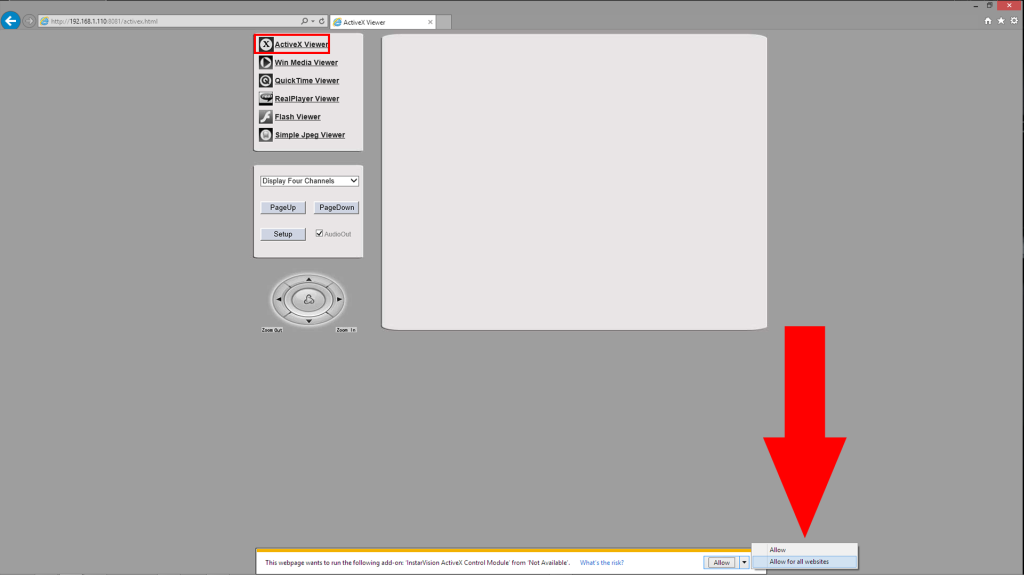 http://192.168.1.110:8081/activex.html
ActiveX Viewer
ActiveX Viewer
Win Media Viewer
QuickTime Viewer
RealPlayer Viewer
Flash Viewer
Simple Jpeg Viewer
Display Four Channels
PageUp PageDown
Setup AudioOut
Zoom Out Zoom In
Allow
This webpage wants to run the following add-on: 'InstarVision ActiveX Control Module' from 'Not Available'. What's the risk? Allow Allow for all websites